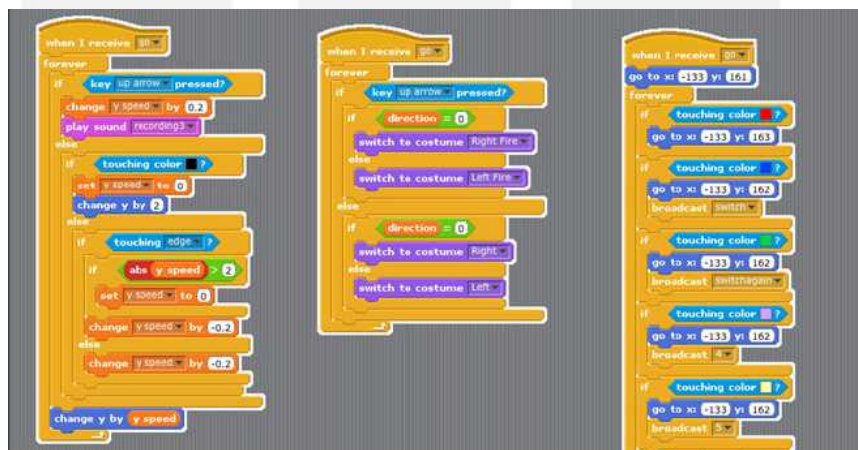 when I receive go
forever
if key up arrow pressed?
change y speed by 0.2
play sound recording3
else
if touching color ?
set y speed to 0
change y by 2
else
if touching edge ?
if abs y speed > 2
set y speed to 0
change y speed by -0.2
else
change y speed by -0.2
change y by y speed
when I receive go
forever
if key up arrow pressed?
if direction = 0
switch to costume Right Fire
else
switch to costume Left Fire
else
if direction = 0
switch to costume Right
else
switch to costume Left
when I receive go
go to x: -133 y: 161
forever
if touching color ?
go to x: -133 y: 163
if touching color ?
go to x: -133 y: 162
broadcast switch
if touching color ?
go to x: -133 y: 162
broadcast switchagain
if touching color ?
go to x: -133 y: 162
broadcast 4
if touching color ?
go to x: -133 y: 162
broadcast 5